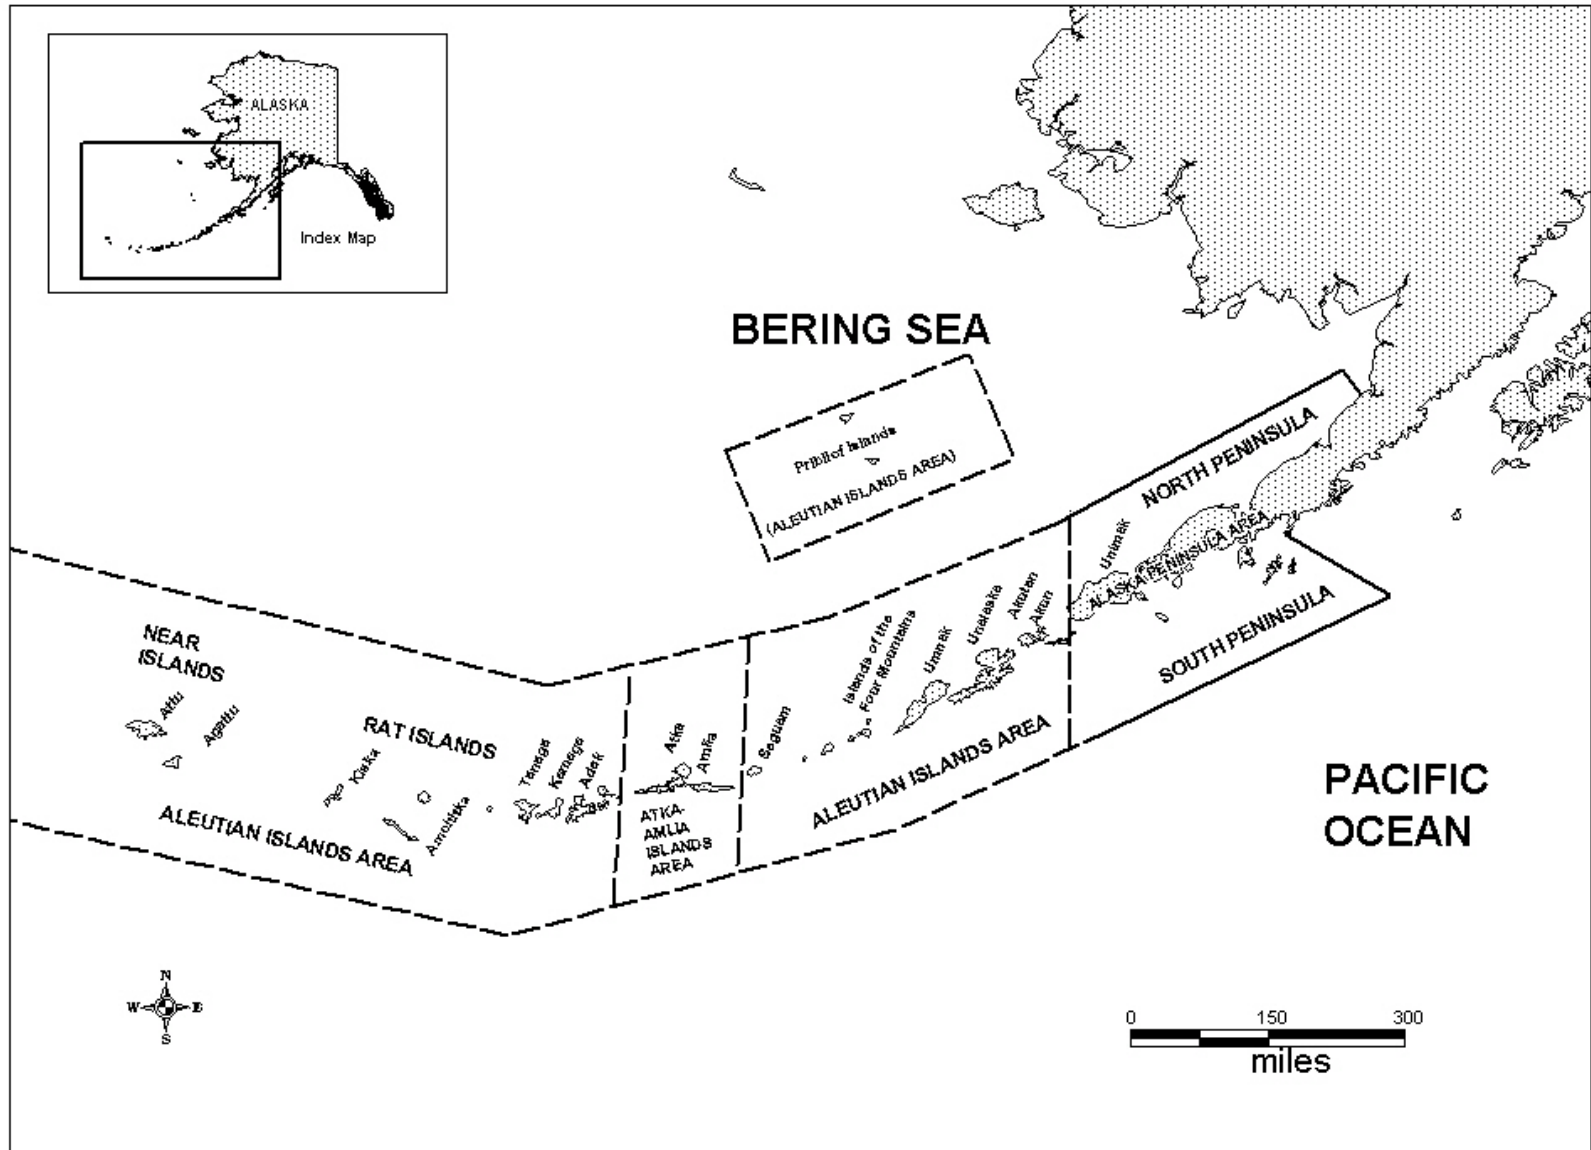 ALASKA
Index Map
BERING SEA
Pribilof Islands
(ALEUTIAN ISLANDS AREA)
NORTH PENINSULA
Unimak
ALASKA PENINSULA AREA
SOUTH PENINSULA
Akutan
Akun
Unalaska
Umnak
Islands of the
Four Mountains
Seguam
ALEUTIAN ISLANDS AREA
NEAR
ISLANDS
Attu
Agattu
RAT ISLANDS
Kiska
Amchitka
Tanaga
Kanaga
Adak
Atka
Amlia
ATKA-
AMLIA
ISLANDS
AREA
ALEUTIAN ISLANDS AREA
PACIFIC
OCEAN
N
W E
S
0 150 300
miles